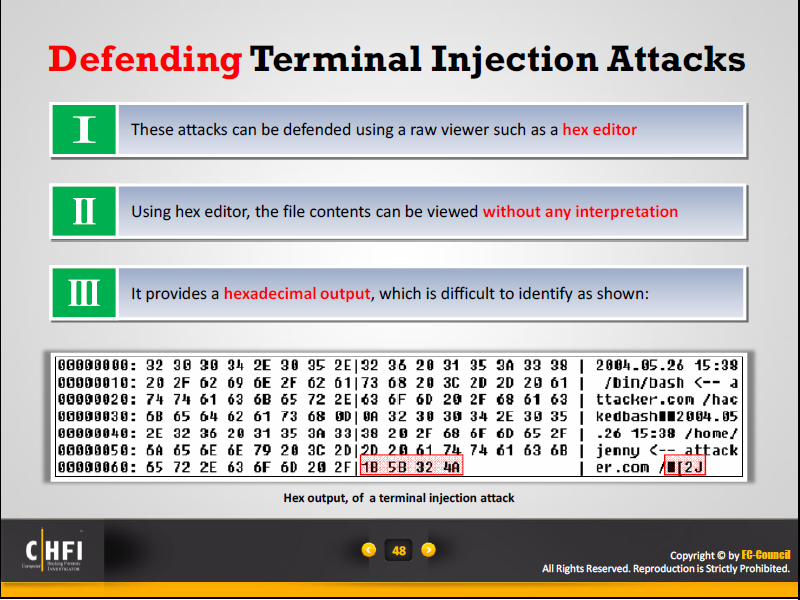 Defending Terminal Injection Attacks
I
These attacks can be defended using a raw viewer such as a hex editor
II
Using hex editor, the file contents can be viewed without any interpretation
III
It provides a hexadecimal output, which is difficult to identify as shown:
00000000: 32 30 30 34 2E 30 35 2E|32 36 20 31 35 3A 33 38 | 2004.05.26 15:38
00000010: 20 2F 62 69 6E 2F 62 61|73 68 20 3C 2D 2D 20 61 | /bin/bash <-- a
00000020: 74 74 61 63 6B 65 72 2E|63 6F 6D 20 2F 68 61 63 | ttacker.com /hac
00000030: 6B 65 64 62 61 73 68 0D|0A 32 30 30 34 2E 30 35 | kedbash■■2004.05
00000040: 2E 32 36 20 31 35 3A 33|38 20 2F 68 6F 6D 65 2F | .26 15:38 /home/
00000050: 6A 65 6E 6E 79 20 3C 2D|2D 20 61 74 74 61 63 6B | jenny <-- attack
00000060: 65 72 2E 63 6F 6D 20 2F|1B 5B 32 4A | er.com /■[2J
Hex output, of a terminal injection attack
CHFI
Computer Hacking Forensic
INVESTIGATOR
48
Copyright © by EC-Council
All Rights Reserved. Reproduction is Strictly Prohibited.